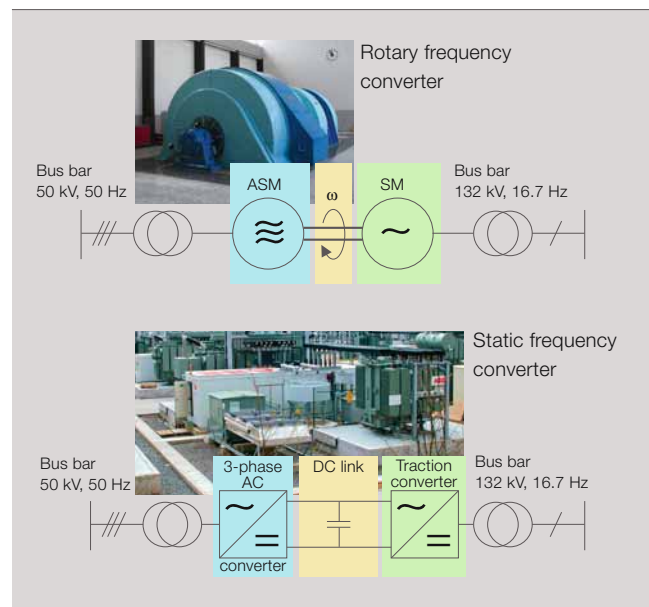 Rotary frequency
converter
Bus bar
50 kV, 50 Hz
ASM
ω
SM
Bus bar
132 kV, 16.7 Hz
Static frequency
converter
Bus bar
50 kV, 50 Hz
3-phase
AC
converter
DC link
Traction
converter
Bus bar
132 kV, 16.7 Hz